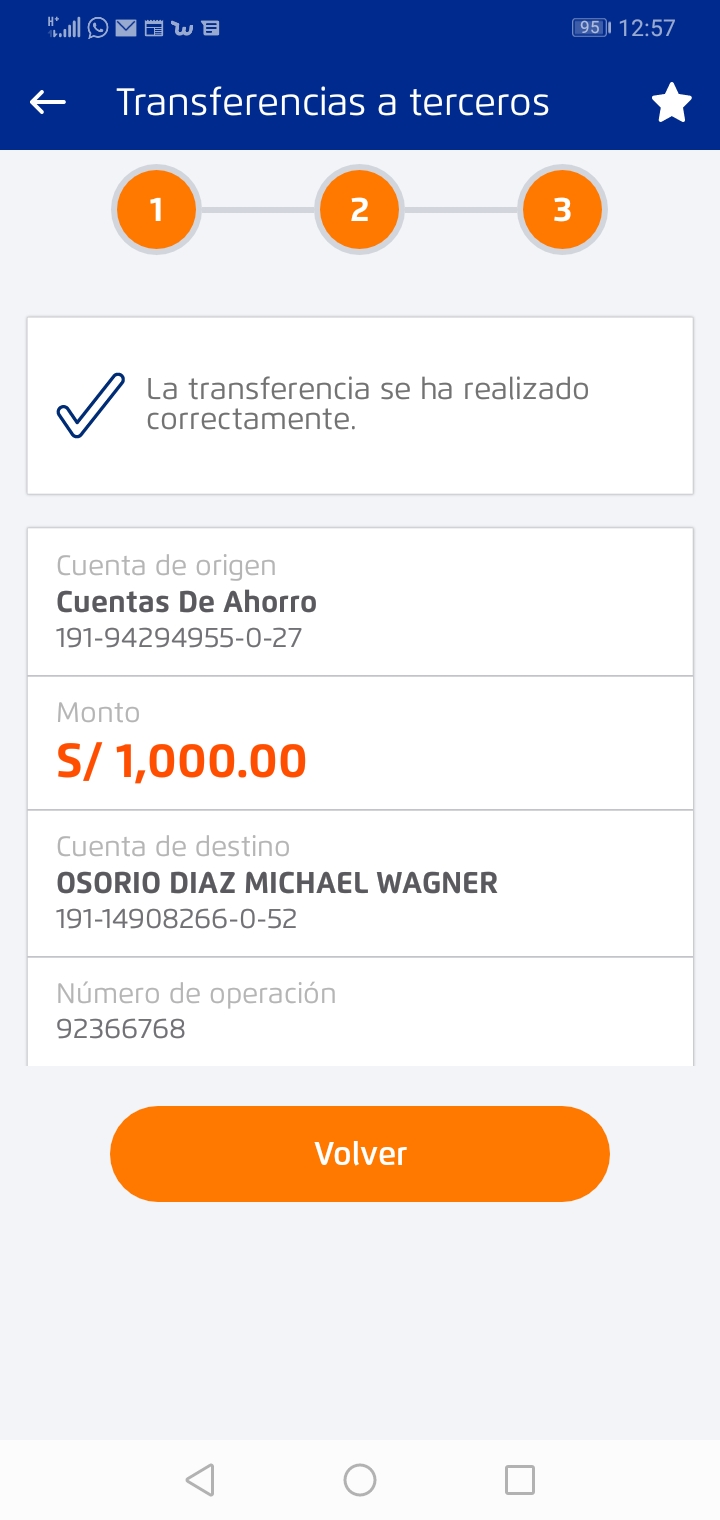 95 12:57
Transferencias a terceros
1 2 3
La transferencia se ha realizado
correctamente.
Cuenta de origen
Cuentas De Ahorro
191-94294955-0-27
Monto
S/ 1,000.00
Cuenta de destino
OSORIO DIAZ MICHAEL WAGNER
191-14908266-0-52
Número de operación
92366768
Volver